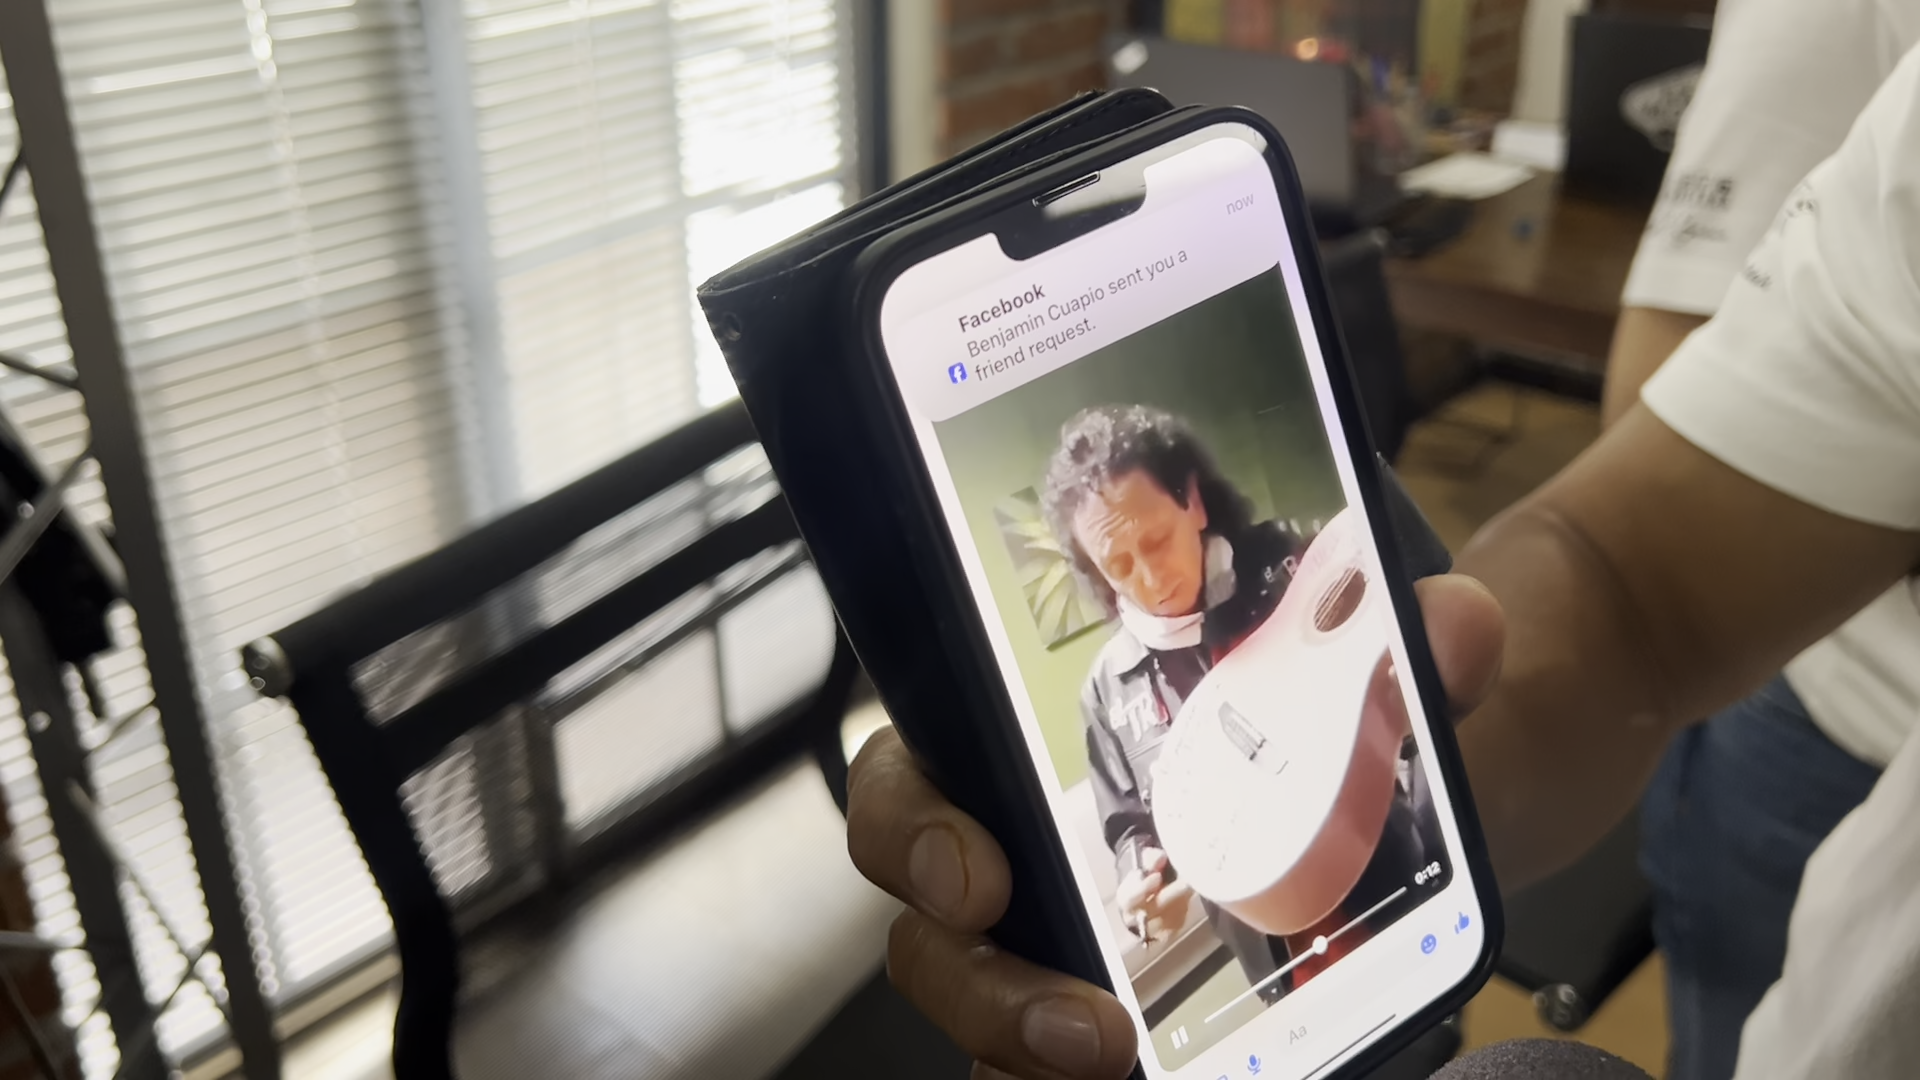 now
Facebook
Benjamin Cuapio sent you a
friend request.
0:12
Aa